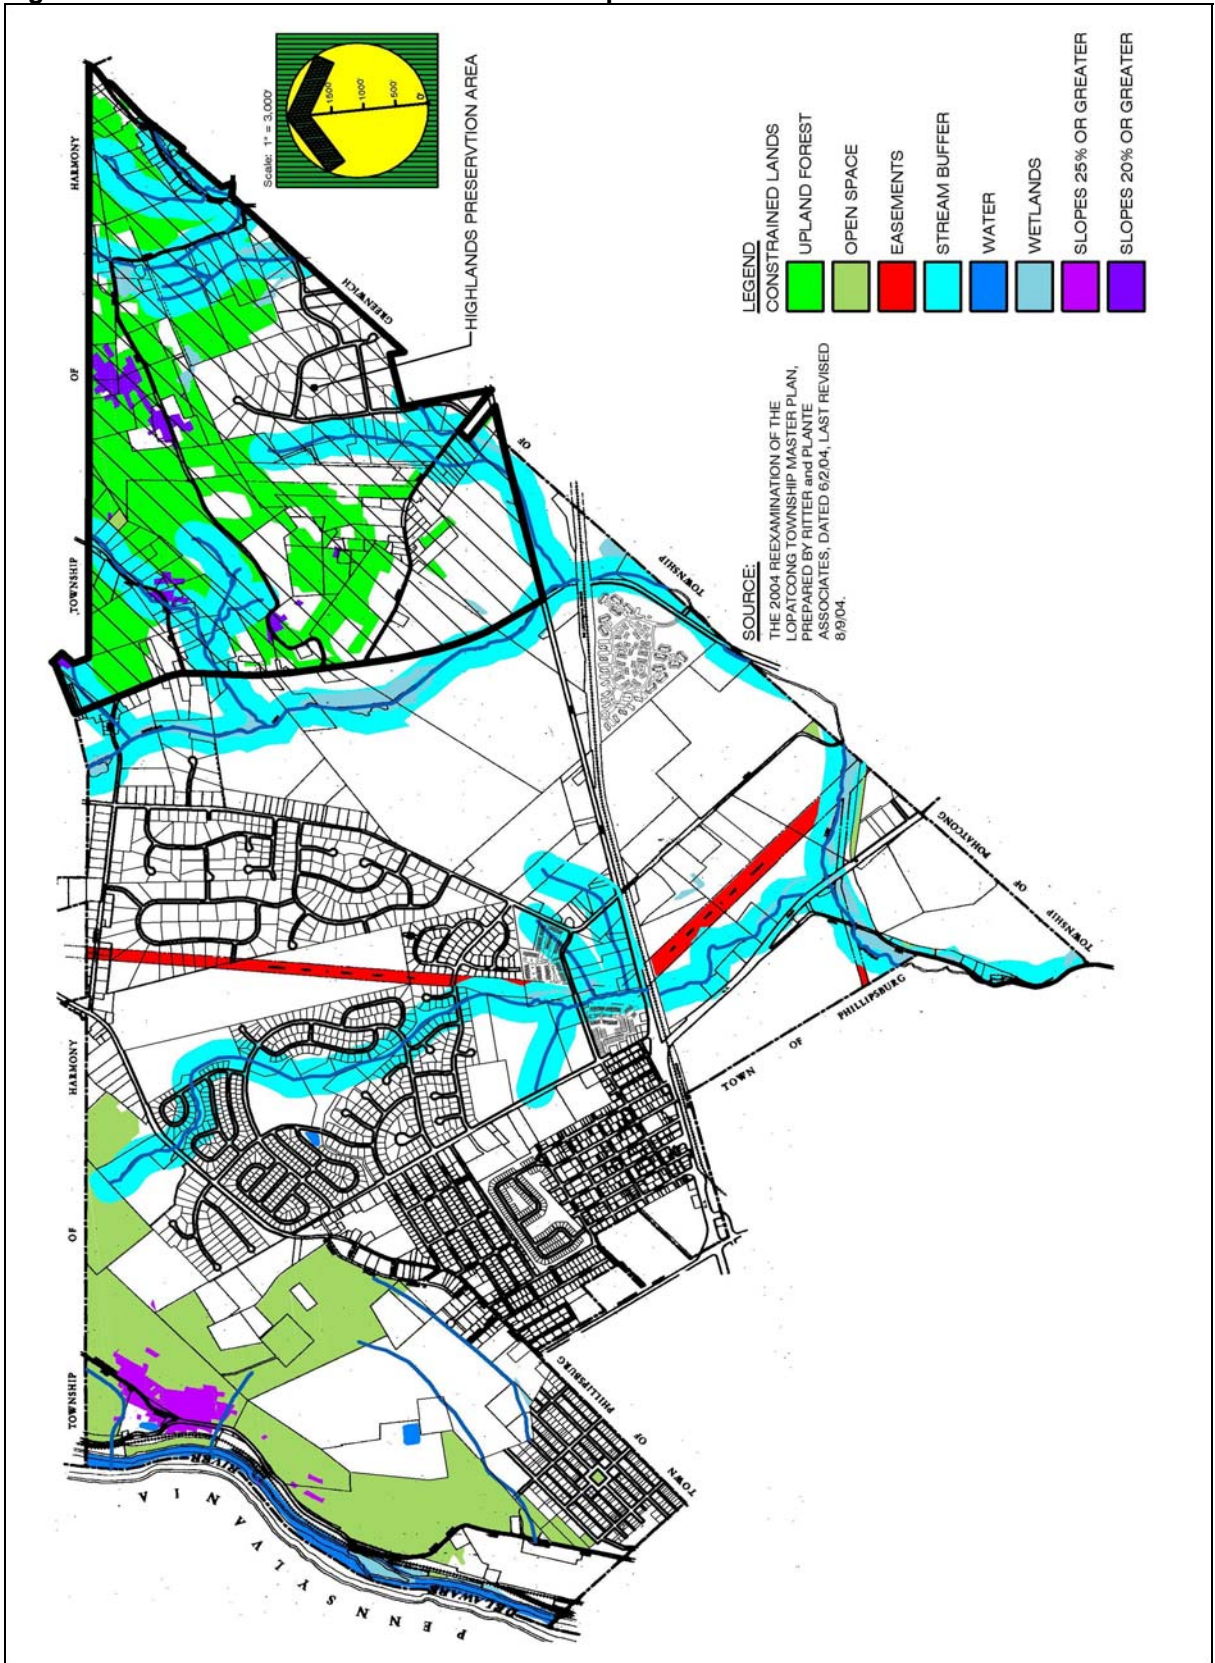 Scale: 1" = 3,000'
1500'
1000'
500'
0'
HIGHLANDS PRESERVTION AREA
LEGEND
CONSTRAINED LANDS
UPLAND FOREST
OPEN SPACE
EASEMENTS
STREAM BUFFER
WATER
WETLANDS
SLOPES 25% OR GREATER
SLOPES 20% OR GREATER
SOURCE:
THE 2004 REEXAMINATION OF THE
LOPATCONG TOWNSHIP MASTER PLAN,
PREPARED BY RITTER and PLANTE
ASSOCIATES, DATED 6/2/04, LAST REVISED
8/9/04.
TOWNSHIP OF HARMONY
TOWNSHIP OF HARMONY
GREENWICH
OF
TOWNSHIP
POHATCONG
OF
TOWNSHIP
TOWN OF PHILLIPSBURG
TOWN OF PHILLIPSBURG
DELAWARE RIVER
PENNSYLVANIA